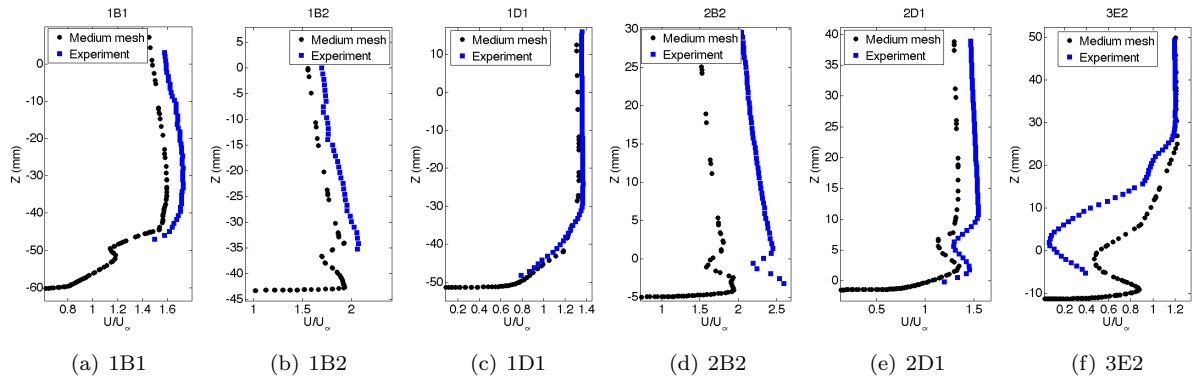 1B1
Medium mesh
Experiment
Z (mm)
0
-10
-20
-30
-40
-50
-60
0.8 1 1.2 1.4 1.6
U/U∝
(a) 1B1
1B2
Medium mesh
Experiment
Z (mm)
5
0
-5
-10
-15
-20
-25
-30
-35
-40
-45
1 1.5 2
U/U∝
(b) 1B2
1D1
Medium mesh
Experiment
Z (mm)
10
0
-10
-20
-30
-40
-50
0.2 0.4 0.6 0.8 1 1.2 1.4
U/U∝
(c) 1D1
2B2
Medium mesh
Experiment
Z (mm)
30
25
20
15
10
5
0
-5
1 1.5 2 2.5
U/U∝
(d) 2B2
2D1
Medium mesh
Experiment
Z (mm)
40
35
30
25
20
15
10
5
0
0.5 1 1.5
U/U∝
(e) 2D1
3E2
Medium mesh
Experiment
Z (mm)
50
40
30
20
10
0
-10
0.2 0.4 0.6 0.8 1 1.2
U/U∝
(f) 3E2